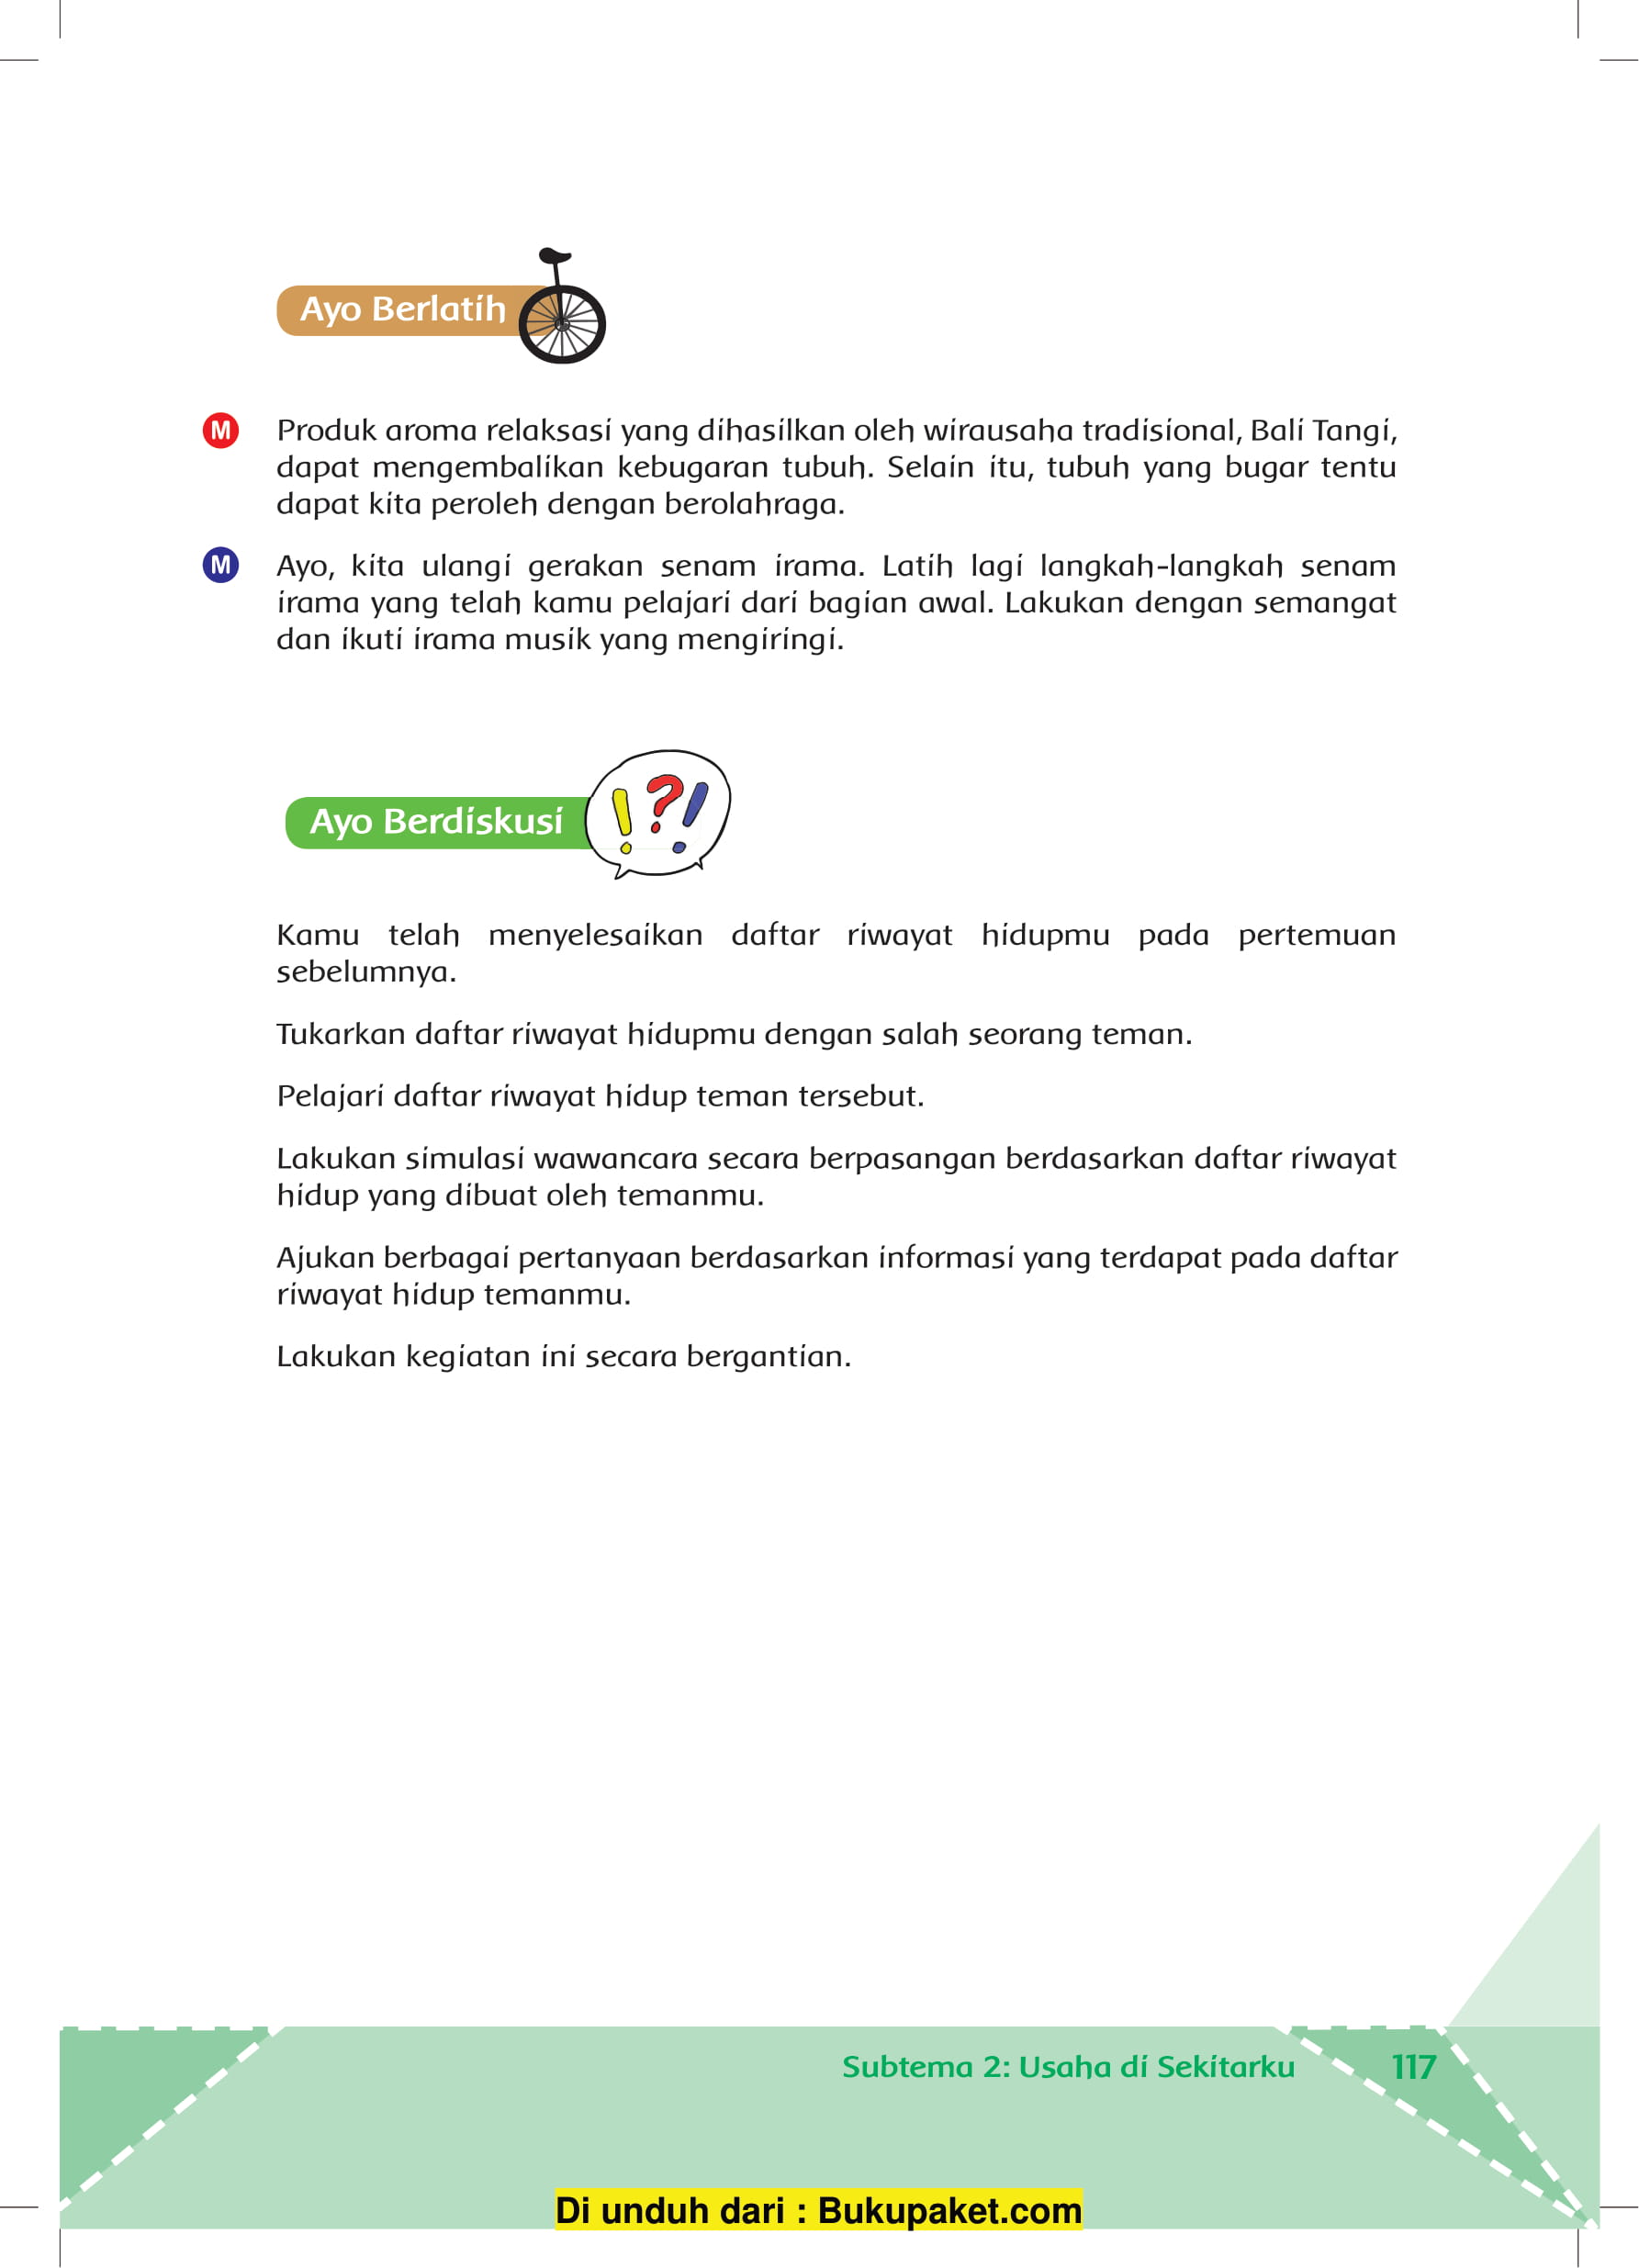 Ayo Berlatih
M
Produk aroma relaksasi yang dihasilkan oleh wirausaha tradisional, Bali Tangi,
dapat mengembalikan kebugaran tubuh. Selain itu, tubuh yang bugar tentu
dapat kita peroleh dengan berolahraga.
M
Ayo, kita ulangi gerakan senam irama. Latih lagi langkah-langkah senam
irama yang telah kamu pelajari dari bagian awal. Lakukan dengan semangat
dan ikuti irama musik yang mengiringi.
Ayo Berdiskusi
!?!
Kamu telah menyelesaikan daftar riwayat hidupmu pada pertemuan
sebelumnya.
Tukarkan daftar riwayat hidupmu dengan salah seorang teman.
Pelajari daftar riwayat hidup teman tersebut.
Lakukan simulasi wawancara secara berpasangan berdasarkan daftar riwayat
hidup yang dibuat oleh temanmu.
Ajukan berbagai pertanyaan berdasarkan informasi yang terdapat pada daftar
riwayat hidup temanmu.
Lakukan kegiatan ini secara bergantian.
Subtema 2: Usaha di Sekitarku 117
Di unduh dari : Bukupaket.com